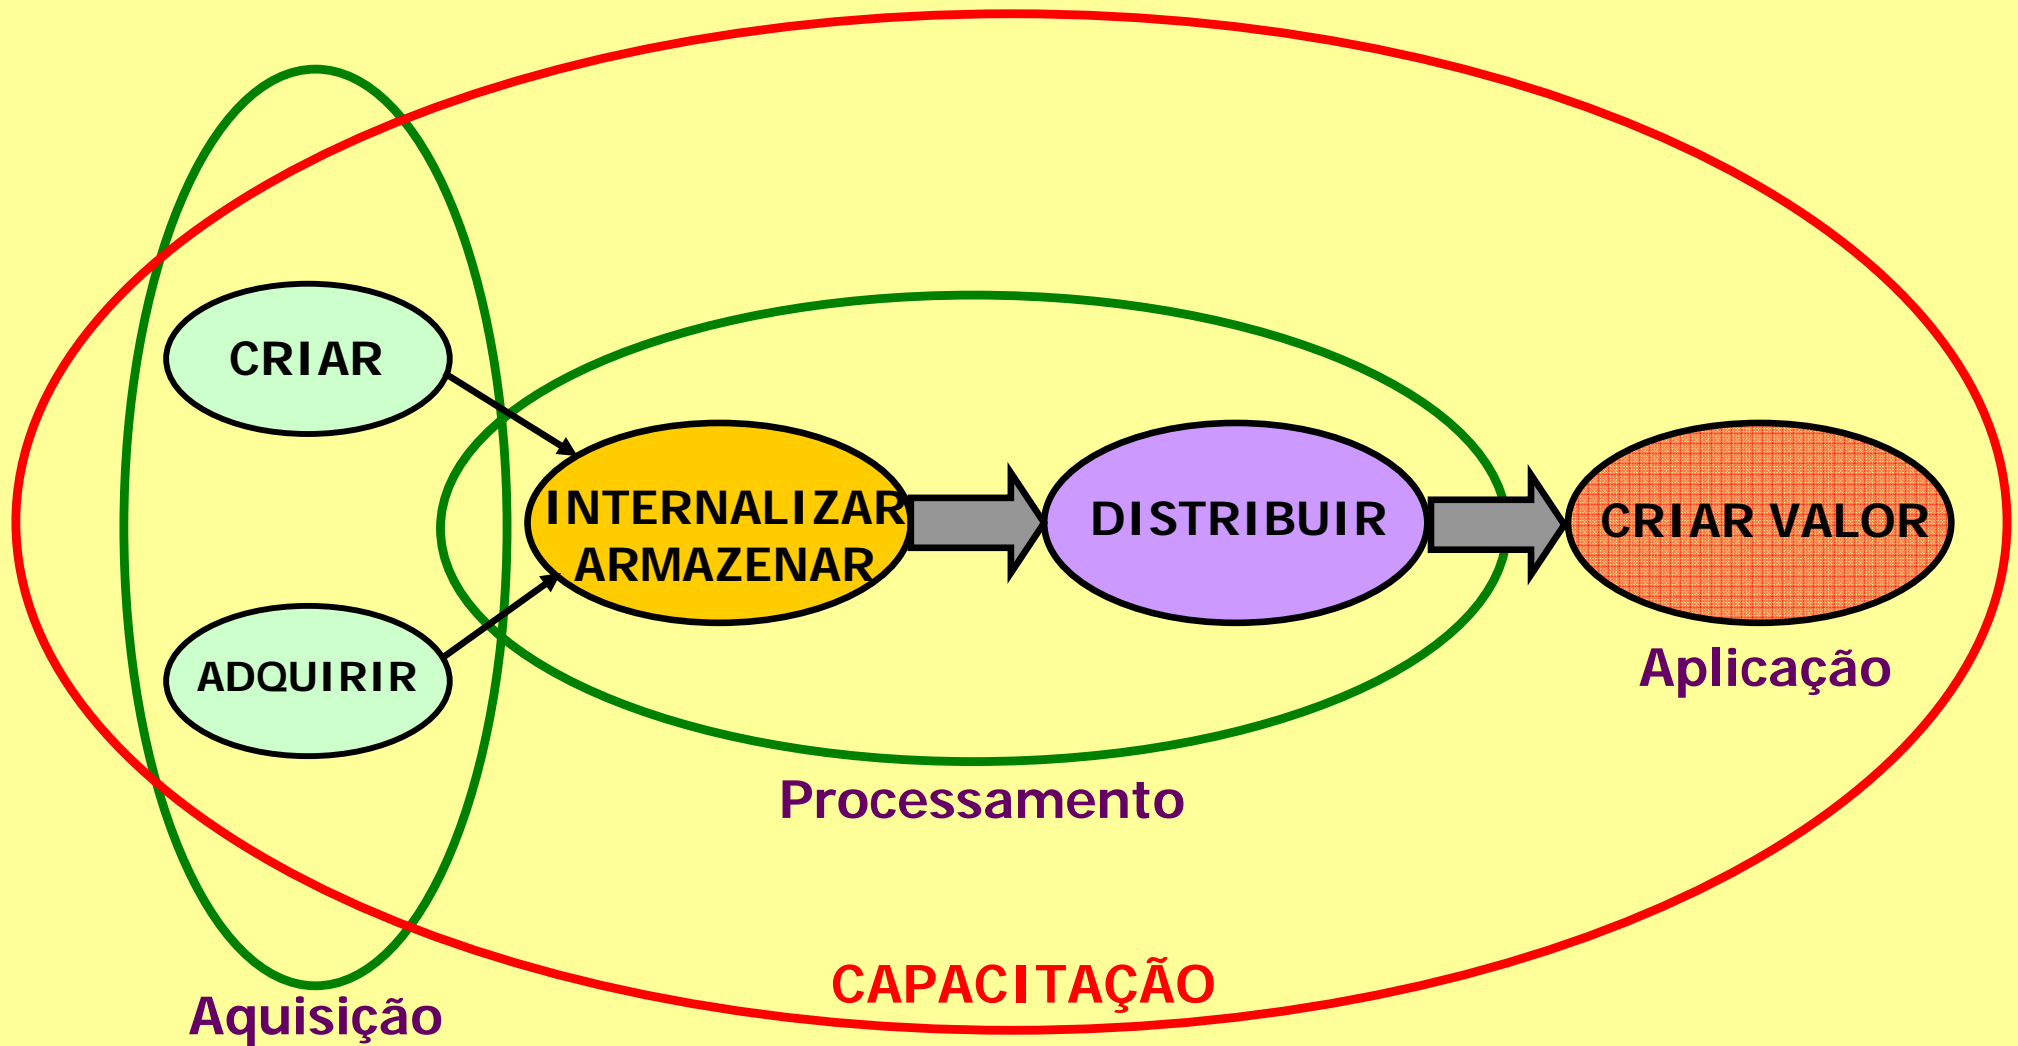 CRIAR
INTERNALIZAR
ARMAZENAR
DISTRIBUIR
CRIAR VALOR
ADQUIRIR
Aplicação
Processamento
CAPACITAÇÃO
Aquisição